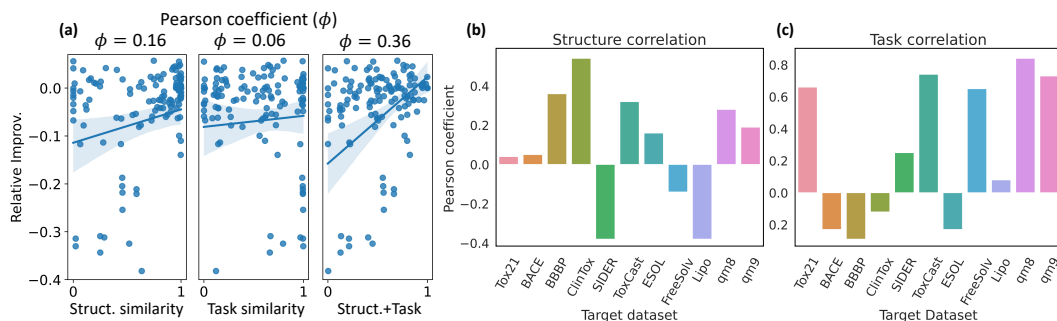 Pearson coefficient (ϕ)
(a)
ϕ = 0.16
ϕ = 0.06
ϕ = 0.36
Relative Improv.
0.0
−0.1
−0.2
−0.3
−0.4
0 1
Struct. similarity
0 1
Task similarity
0 1
Struct.+Task
(b)
Structure correlation
Pearson coefficient
0.4
0.2
0.0
−0.2
−0.4
Tox21
BACE
BBBP
ClinTox
SIDER
ToxCast
ESOL
FreeSolv
Lipo
qm8
qm9
Target dataset
(c)
Task correlation
0.8
0.6
0.4
0.2
0.0
0.2
Tox21
BACE
BBBP
ClinTox
SIDER
ToxCast
ESOL
FreeSolv
Lipo
qm8
qm9
Target Dataset